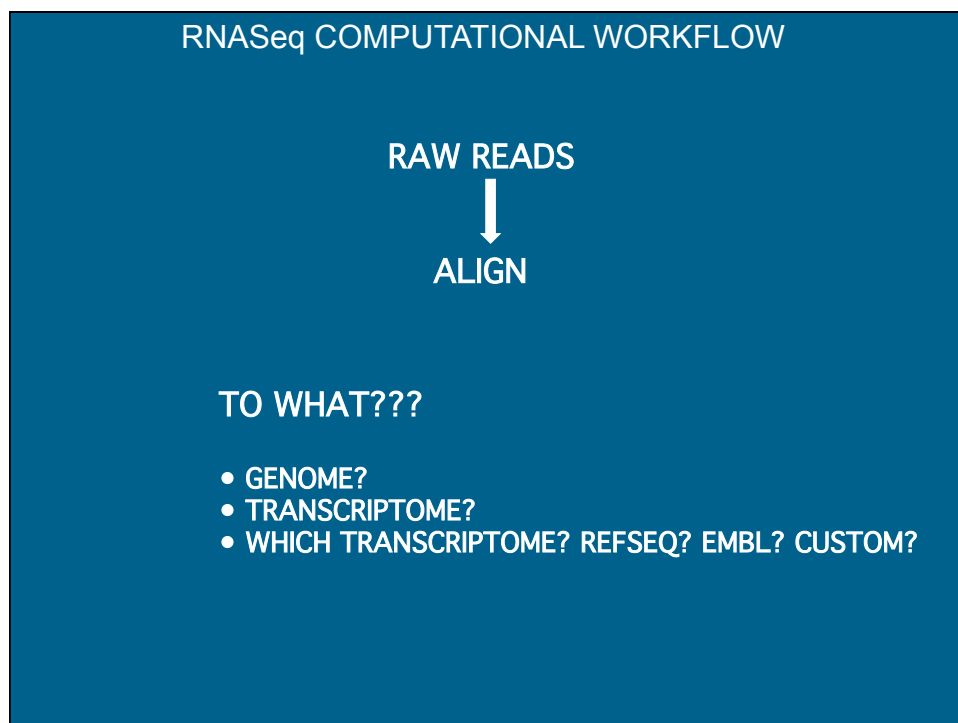 RNASeq COMPUTATIONAL WORKFLOW
RAW READS
ALIGN
TO WHAT???
• GENOME?
• TRANSCRIPTOME?
• WHICH TRANSCRIPTOME? REFSEQ? EMBL? CUSTOM?